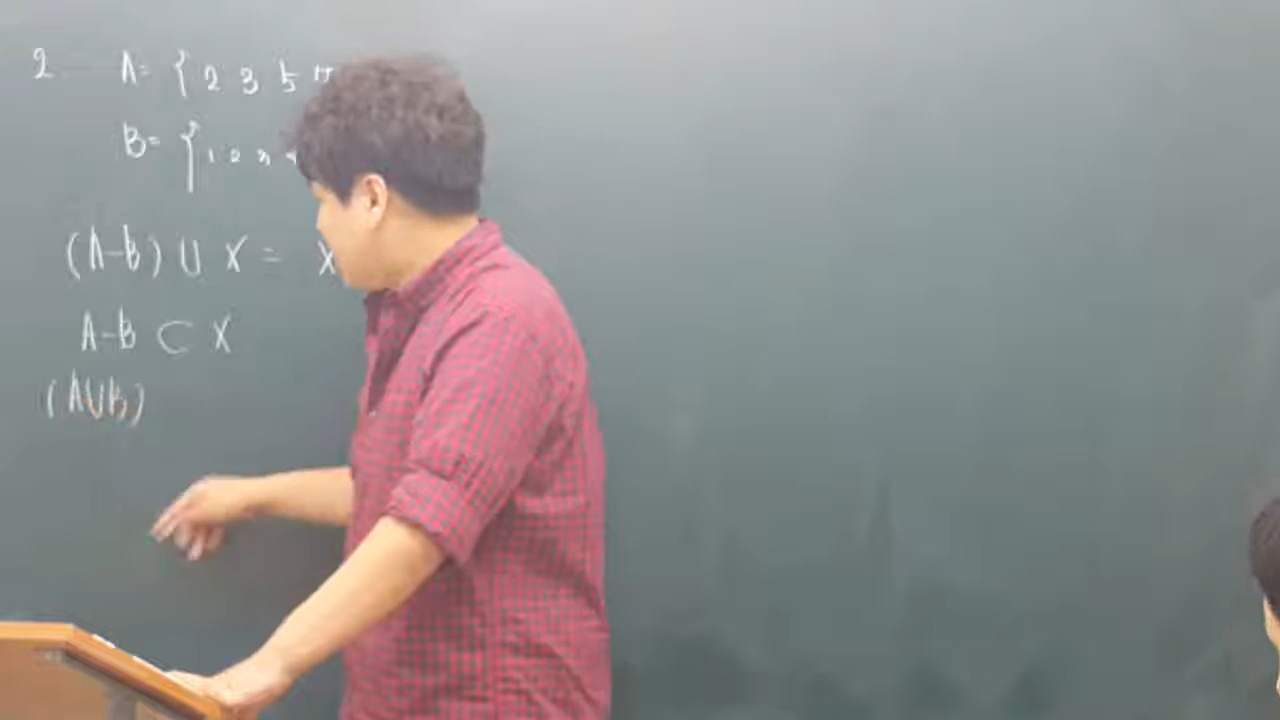 2. A= { 2 3 5
B= { 1 2 3
(A-B) ∪ X = X
A-B ⊂ X
(A∪B)